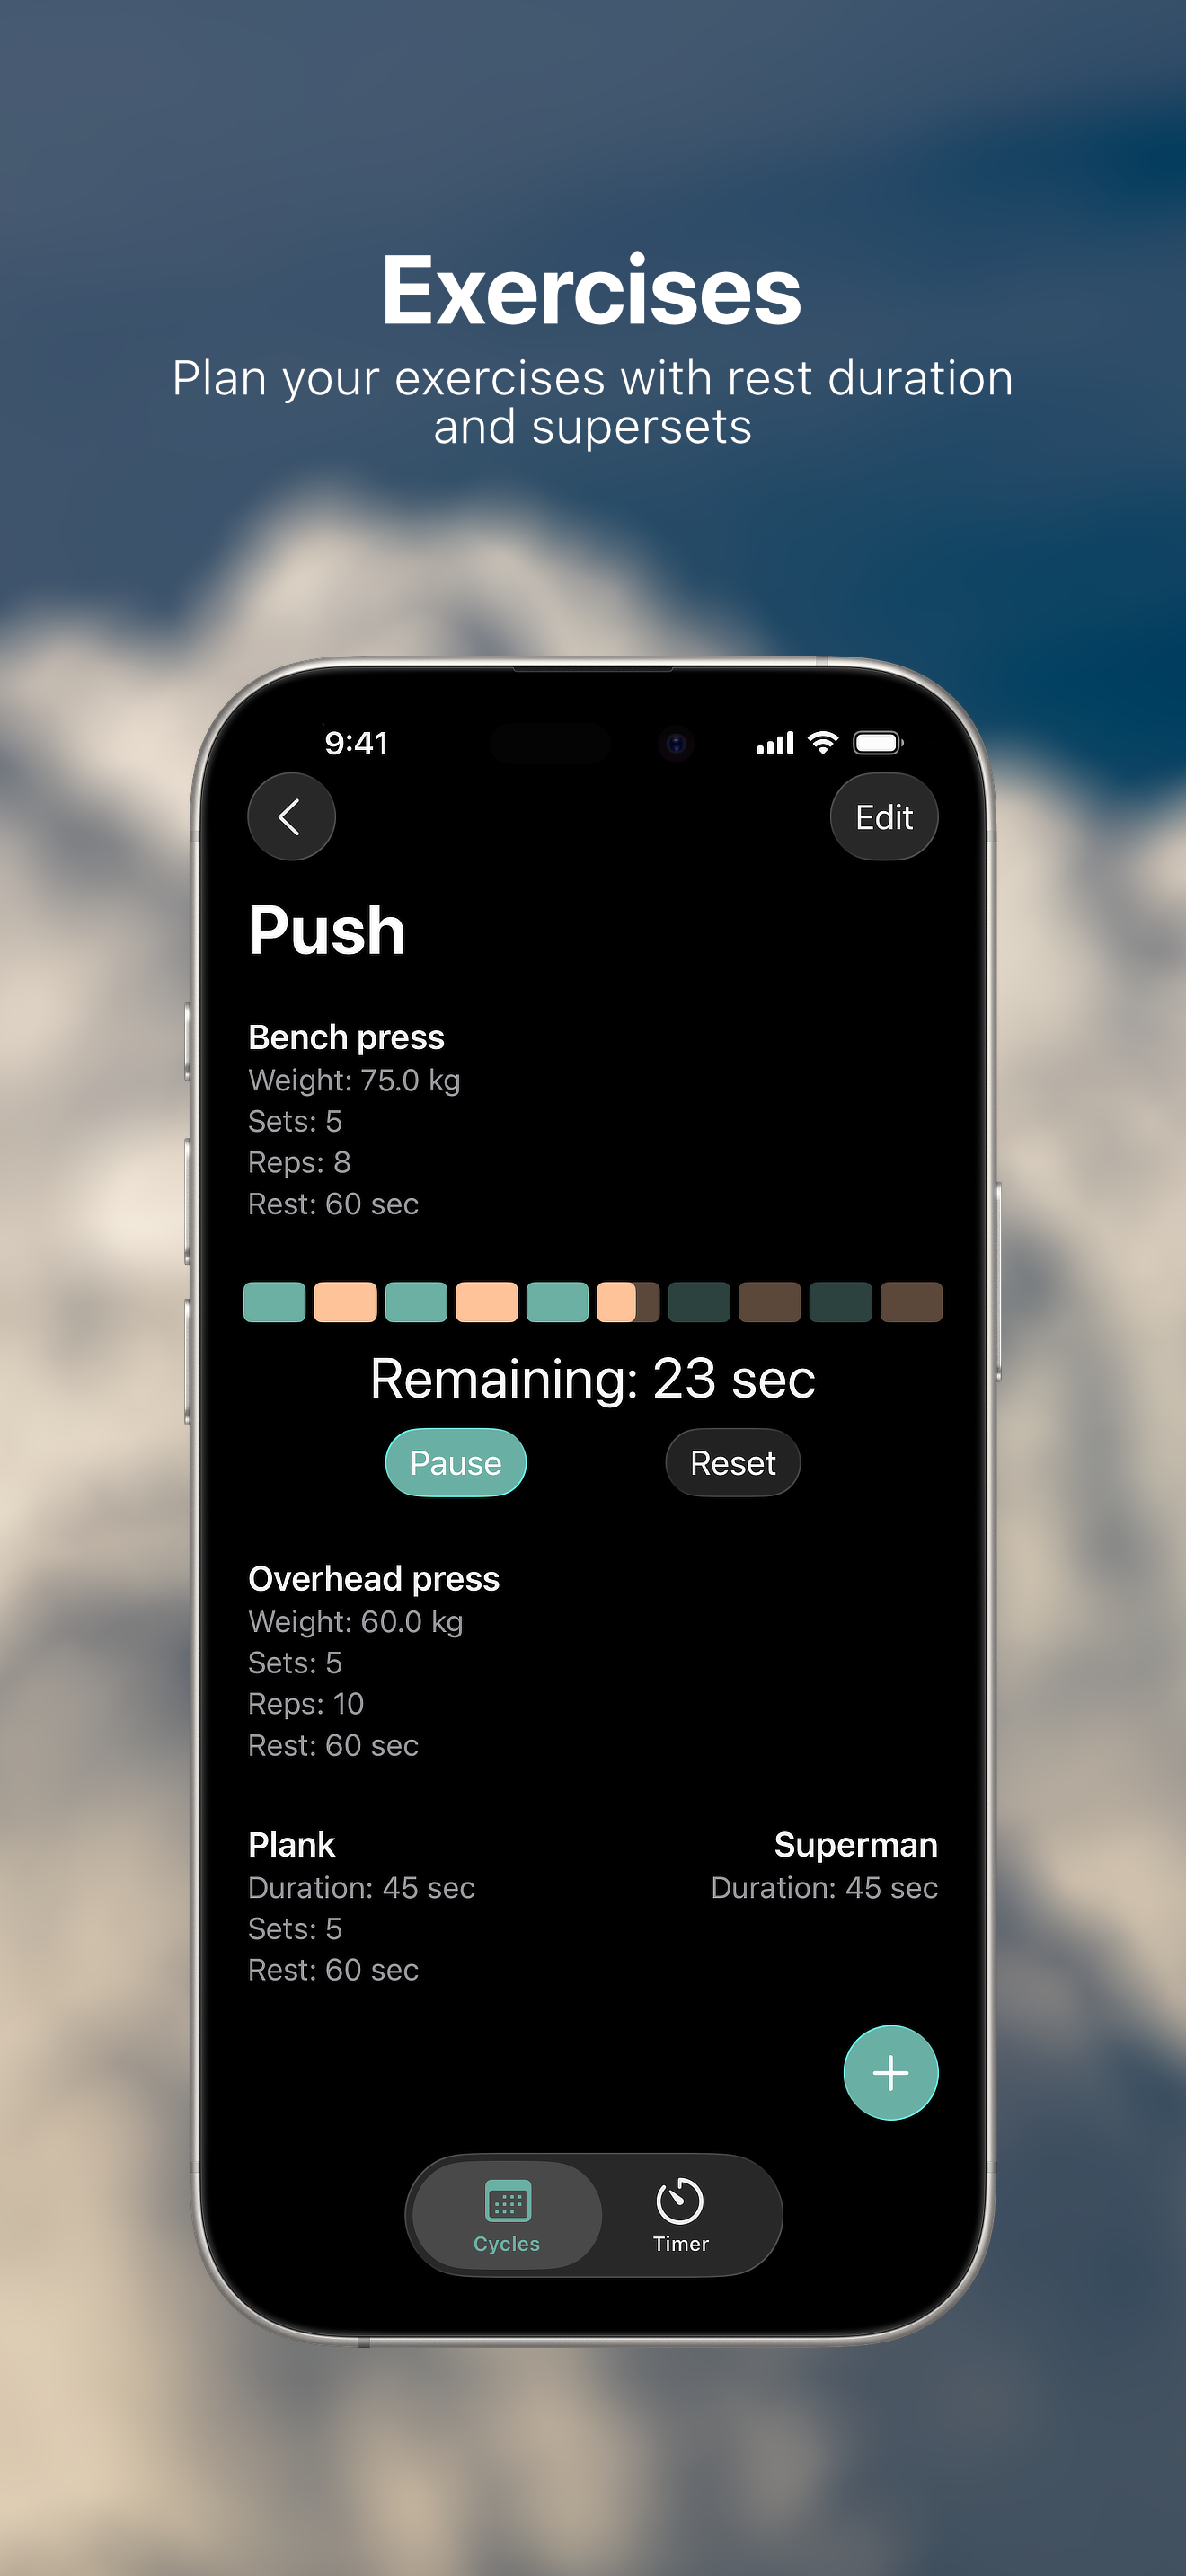 Exercises
Plan your exercises with rest duration
and supersets
9:41
Edit
Push
Bench press
Weight: 75.0 kg
Sets: 5
Reps: 8
Rest: 60 sec
Remaining: 23 sec
Pause
Reset
Overhead press
Weight: 60.0 kg
Sets: 5
Reps: 10
Rest: 60 sec
Plank
Duration: 45 sec
Sets: 5
Rest: 60 sec
Superman
Duration: 45 sec
Cycles
Timer